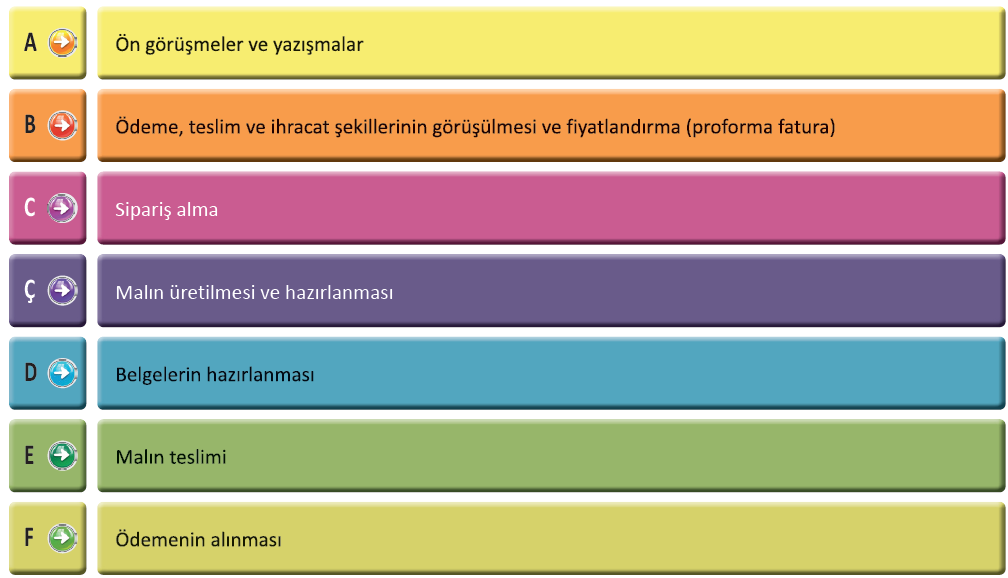 A Ön görüşmeler ve yazışmalar
B Ödeme, teslim ve ihracat şekillerinin görüşülmesi ve fiyatlandırma (proforma fatura)
C Sipariş alma
Ç Malın üretilmesi ve hazırlanması
D Belgelerin hazırlanması
E Malın teslimi
F Ödemenin alınması